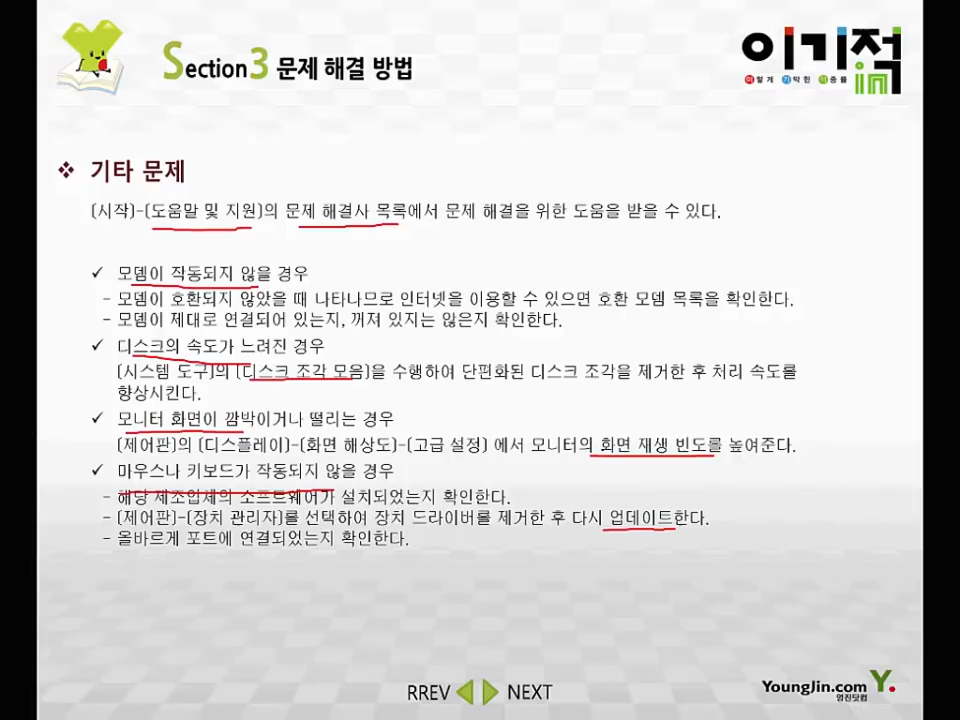 Section3 문제 해결 방법
이기적in
이렇게 기막힌 적중률
❖ 기타 문제
(시작)-(도움말 및 지원)의 문제 해결사 목록에서 문제 해결을 위한 도움을 받을 수 있다.
✓ 모뎀이 작동되지 않을 경우
- 모뎀이 호환되지 않았을 때 나타나므로 인터넷을 이용할 수 있으면 호환 모뎀 목록을 확인한다.
- 모뎀이 제대로 연결되어 있는지, 꺼져 있지는 않은지 확인한다.
✓ 디스크의 속도가 느려진 경우
(시스템 도구)의 (디스크 조각 모음)을 수행하여 단편화된 디스크 조각을 제거한 후 처리 속도를
향상시킨다.
✓ 모니터 화면이 깜박이거나 떨리는 경우
(제어판)의 (디스플레이)-(화면 해상도)-(고급 설정) 에서 모니터의 화면 재생 빈도를 높여준다.
✓ 마우스나 키보드가 작동되지 않을 경우
- 해당 제조업체의 소프트웨어가 설치되었는지 확인한다.
- (제어판)-(장치 관리자)를 선택하여 장치 드라이버를 제거한 후 다시 업데이트한다.
- 올바르게 포트에 연결되었는지 확인한다.
RREV NEXT
YoungJin.com Y.
영진닷컴